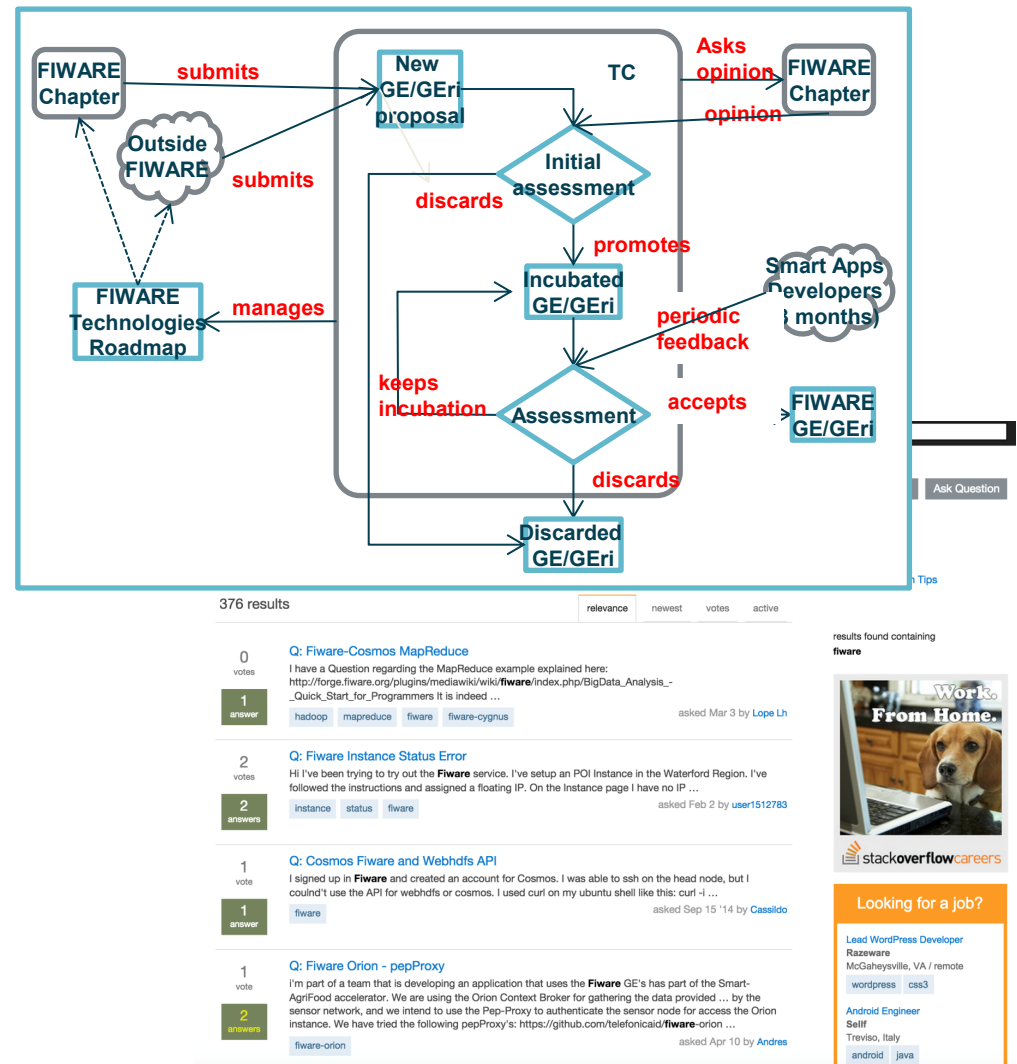 FIWARE
Chapter
submits
New
GE/GEri
proposal
TC
Asks
opinion
FIWARE
Chapter
opinion
Outside
FIWARE
submits
Initial
assessment
discards
promotes
Smart Apps
Developers
months)
Incubated
GE/GEri
FIWARE
Technologies
Roadmap
manages
periodic
feedback
keeps
incubation
Assessment
accepts
FIWARE
GE/GEri
discards
Discarded
GE/GEri
Ask Question
Tips
376 results
relevance newest votes active
results found containing
fiware
0
votes
1
answer
Q: Fiware-Cosmos MapReduce
I have a Question regarding the MapReduce example explained here:
http://forge.fiware.org/plugins/mediawiki/wiki/fiware/index.php/BigData_Analysis_-
_Quick_Start_for_Programmers It is indeed ...
hadoop mapreduce fiware fiware-cygnus
asked Mar 3 by Lope Lh
2
votes
2
answers
Q: Fiware Instance Status Error
Hi I've been trying to try out the Fiware service. I've setup an POI Instance in the Waterford Region. I've
followed the instructions and assigned a floating IP. On the Instance page I have no IP ...
instance status fiware
asked Feb 2 by user1512783
1
vote
1
answer
Q: Cosmos Fiware and Webhdfs API
I signed up in Fiware and created an account for Cosmos. I was able to ssh on the head node, but I
coulnd't use the API for webhdfs or cosmos. I used curl on my ubuntu shell like this: curl -i ...
fiware
asked Sep 15 '14 by Cassildo
1
vote
2
answers
Q: Fiware Orion - pepProxy
i'm part of a team that is developing an application that uses the Fiware GE's has part of the Smart-
AgriFood accelerator. We are using the Orion Context Broker for gathering the data provided ... by the
sensor network, and we intend to use the Pep-Proxy to authenticate the sensor node for access the Orion
instance. We have tried the following pepProxy's: https://github.com/telefonicaid/fiware-orion ...
fiware-orion
asked Apr 10 by Andres
Work.
From Home.
stackoverflowcareers
Looking for a job?
Lead WordPress Developer
Razeware
McGaheysville, VA / remote
wordpress css3
Android Engineer
Sellf
Treviso, Italy
android java